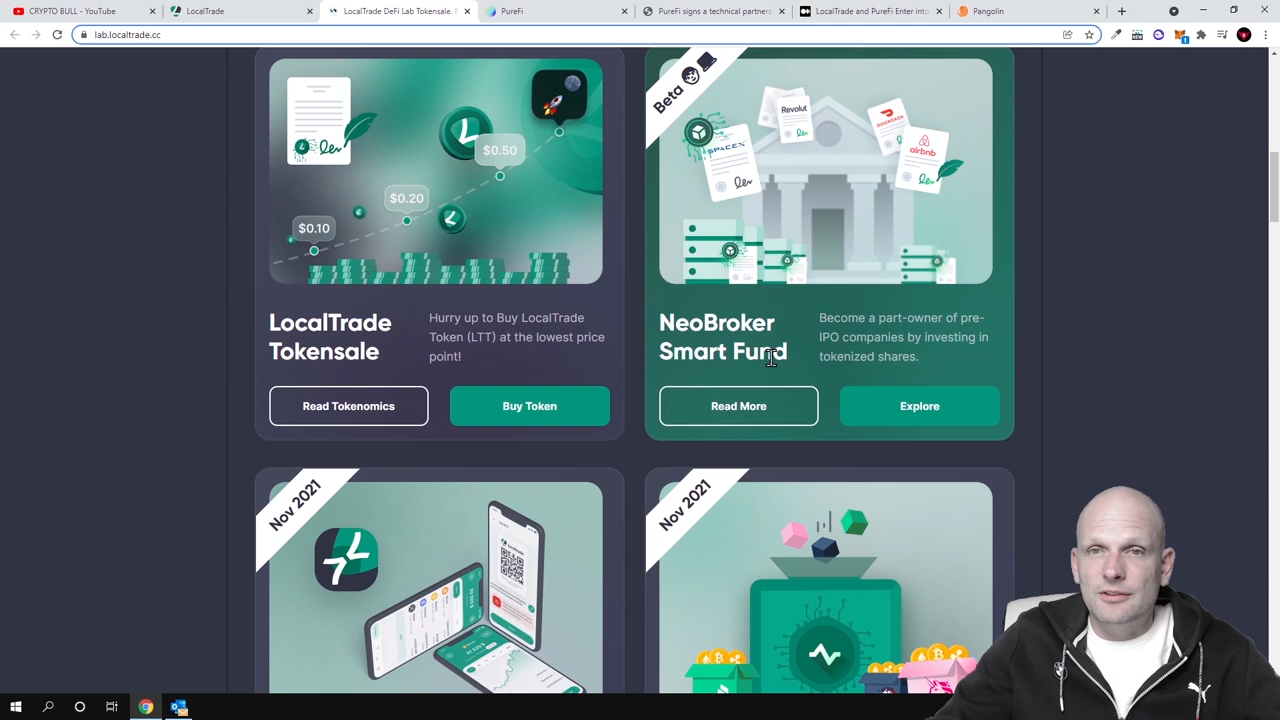 CRYPTO BULL - YouTube
LocalTrade
LocalTrade DeFi Lab Tokensale. E
PureFi
PureFi signs a technical partners
LocalTrade and PureFi Enter into
Pangolin
lab.localtrade.cc
1
$0.10
$0.20
$0.50
Beta
SPACEX
Revolut
DOORDASH
airbnb
LocalTrade
Tokensale
Hurry up to Buy LocalTrade
Token (LTT) at the lowest price
point!
Read Tokenomics
Buy Token
NeoBroker
Smart Fund
Become a part-owner of pre-
IPO companies by investing in
tokenized shares.
Read More
Explore
Nov 2021
Nov 2021